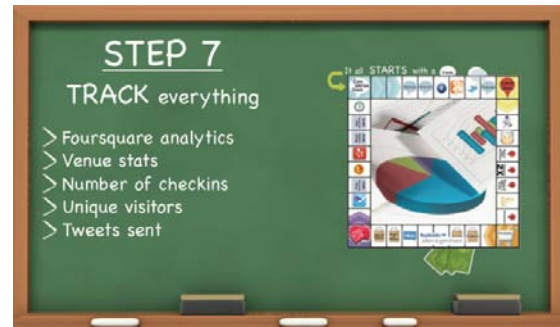 STEP 7
TRACK everything
> Foursquare analytics
> Venue stats
> Number of checkins
> Unique visitors
> Tweets sent
It all STARTS with a